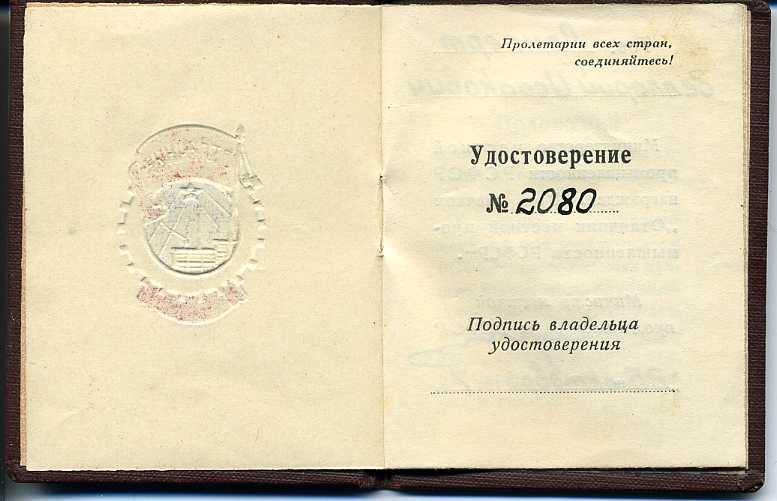 Пролетарии всех стран,
соединяйтесь!
Удостоверение
№ 2080
Подпись владельца
удостоверения